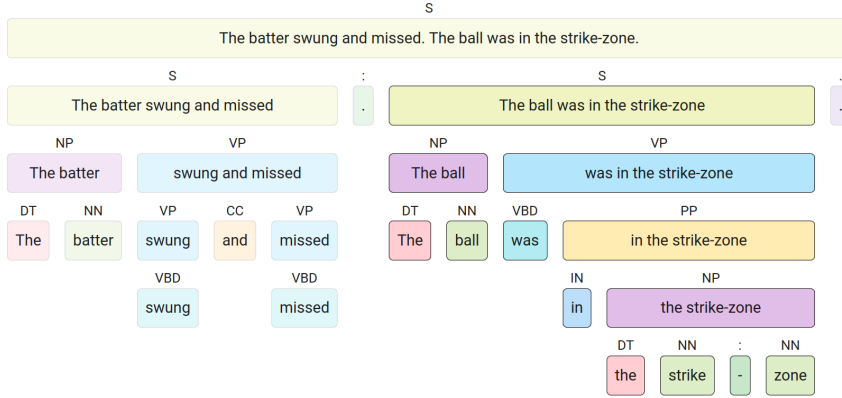 S
The batter swung and missed. The ball was in the strike-zone.
S : S .
The batter swung and missed . The ball was in the strike-zone .
NP VP NP VP
The batter swung and missed The ball was in the strike-zone
DT NN VP CC VP DT NN VBD PP
The batter swung and missed The ball was in the strike-zone
VBD VBD IN NP
swung missed in the strike-zone
DT NN : NN
the strike - zone